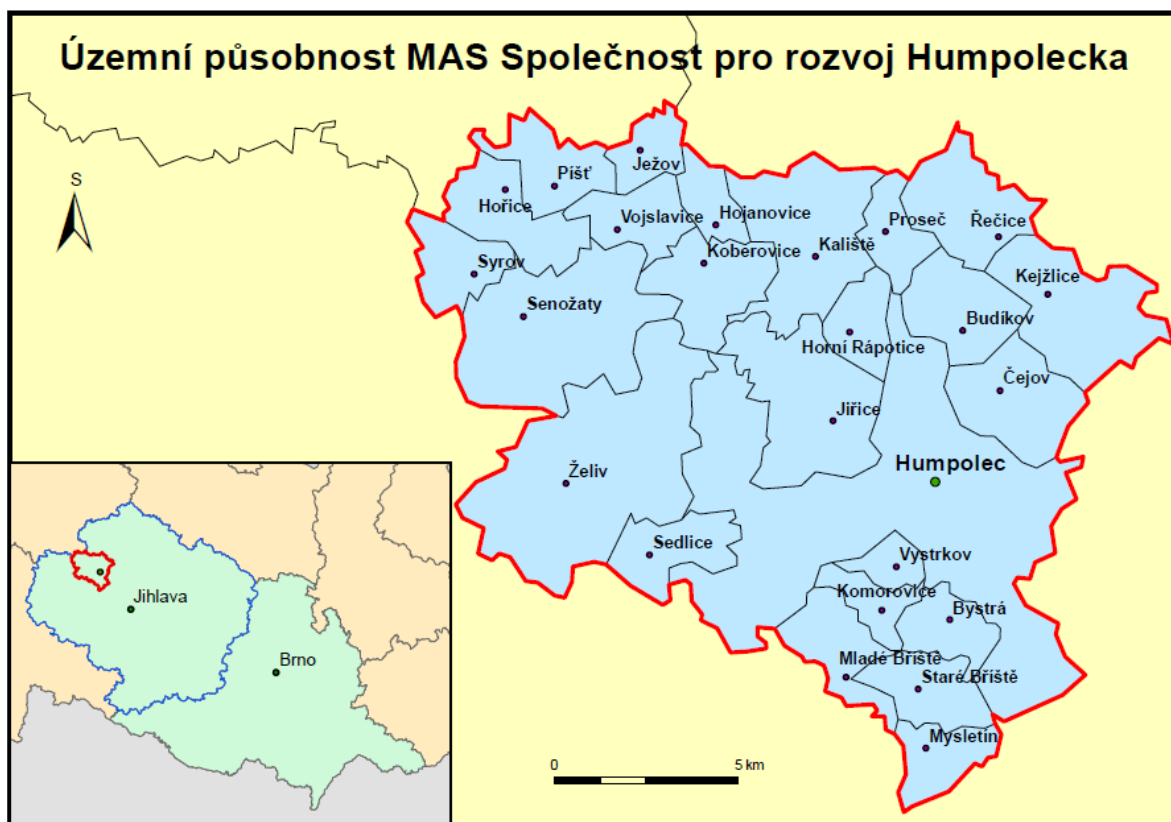 Územní působnost MAS Společnost pro rozvoj Humpolecka
S
Ježov
Píšť
Hořice
Vojslavice
Hojanovice
Proseč
Řečice
Koberovice
Kaliště
Syrov
Kejžlice
Senožaty
Budíkov
Horní Rápotice
Čejov
Jiřice
Humpolec
Želiv
Sedlice
Vystrkov
Komorovice
Bystrá
Mladé Bříště
Staré Bříště
Mysletín
0 5 km
Jihlava
Brno